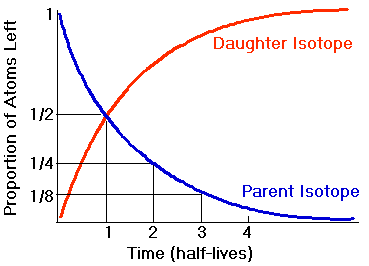 1
Daughter Isotope
1/2
1/4
1/8
Parent Isotope
1 2 3 4
Time (half-lives)
Proportion of Atoms Left